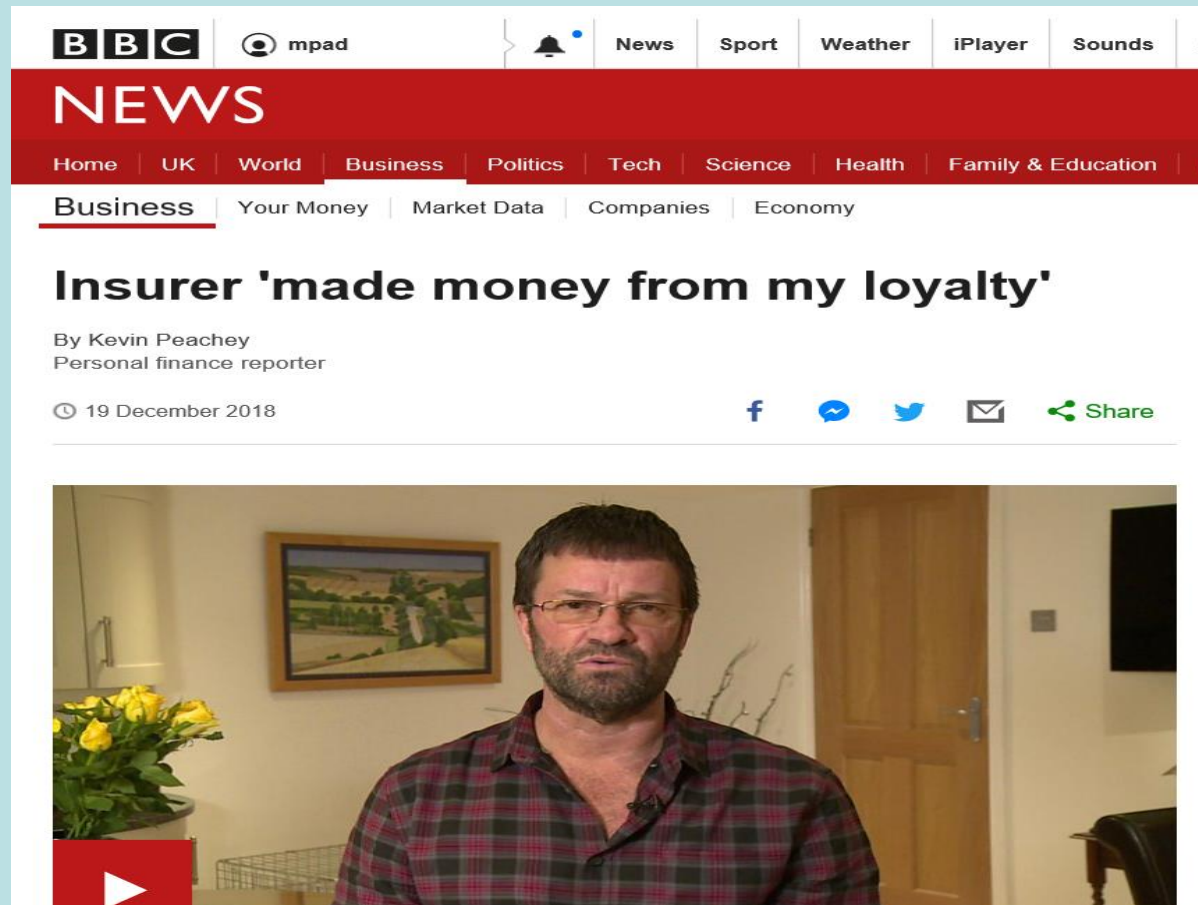 BBC mpad News Sport Weather iPlayer Sounds
NEWS
Home UK World Business Politics Tech Science Health Family & Education
Business Your Money Market Data Companies Economy
Insurer 'made money from my loyalty'
By Kevin Peachey
Personal finance reporter
19 December 2018 Share